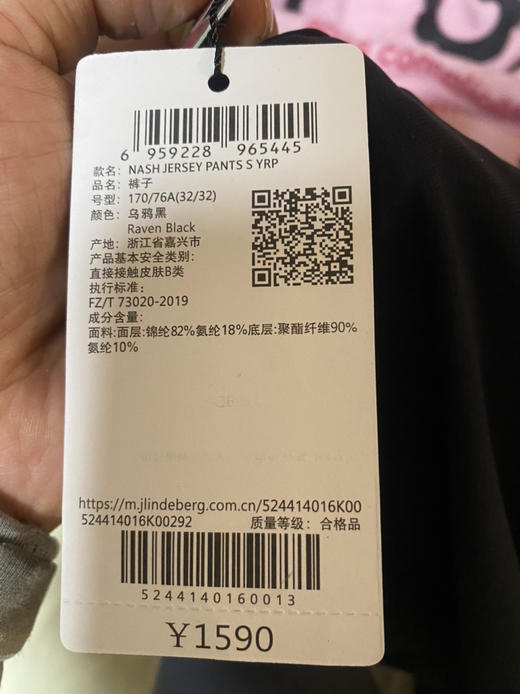 6 959228 965445
款名: NASH JERSEY PANTS S YRP
品名: 裤子
号型: 170/76A(32/32)
颜色: 乌鸦黑
Raven Black
产地: 浙江省嘉兴市
产品基本安全类别:
直接接触皮肤B类
执行标准:
FZ/T 73020-2019
成分含量:
面料:面层:锦纶82%氨纶18%底层:聚酯纤维90%
氨纶10%
https://m.jlindeberg.com.cn/524414016K00
524414016K00292 质量等级: 合格品
5244140160013
￥1590